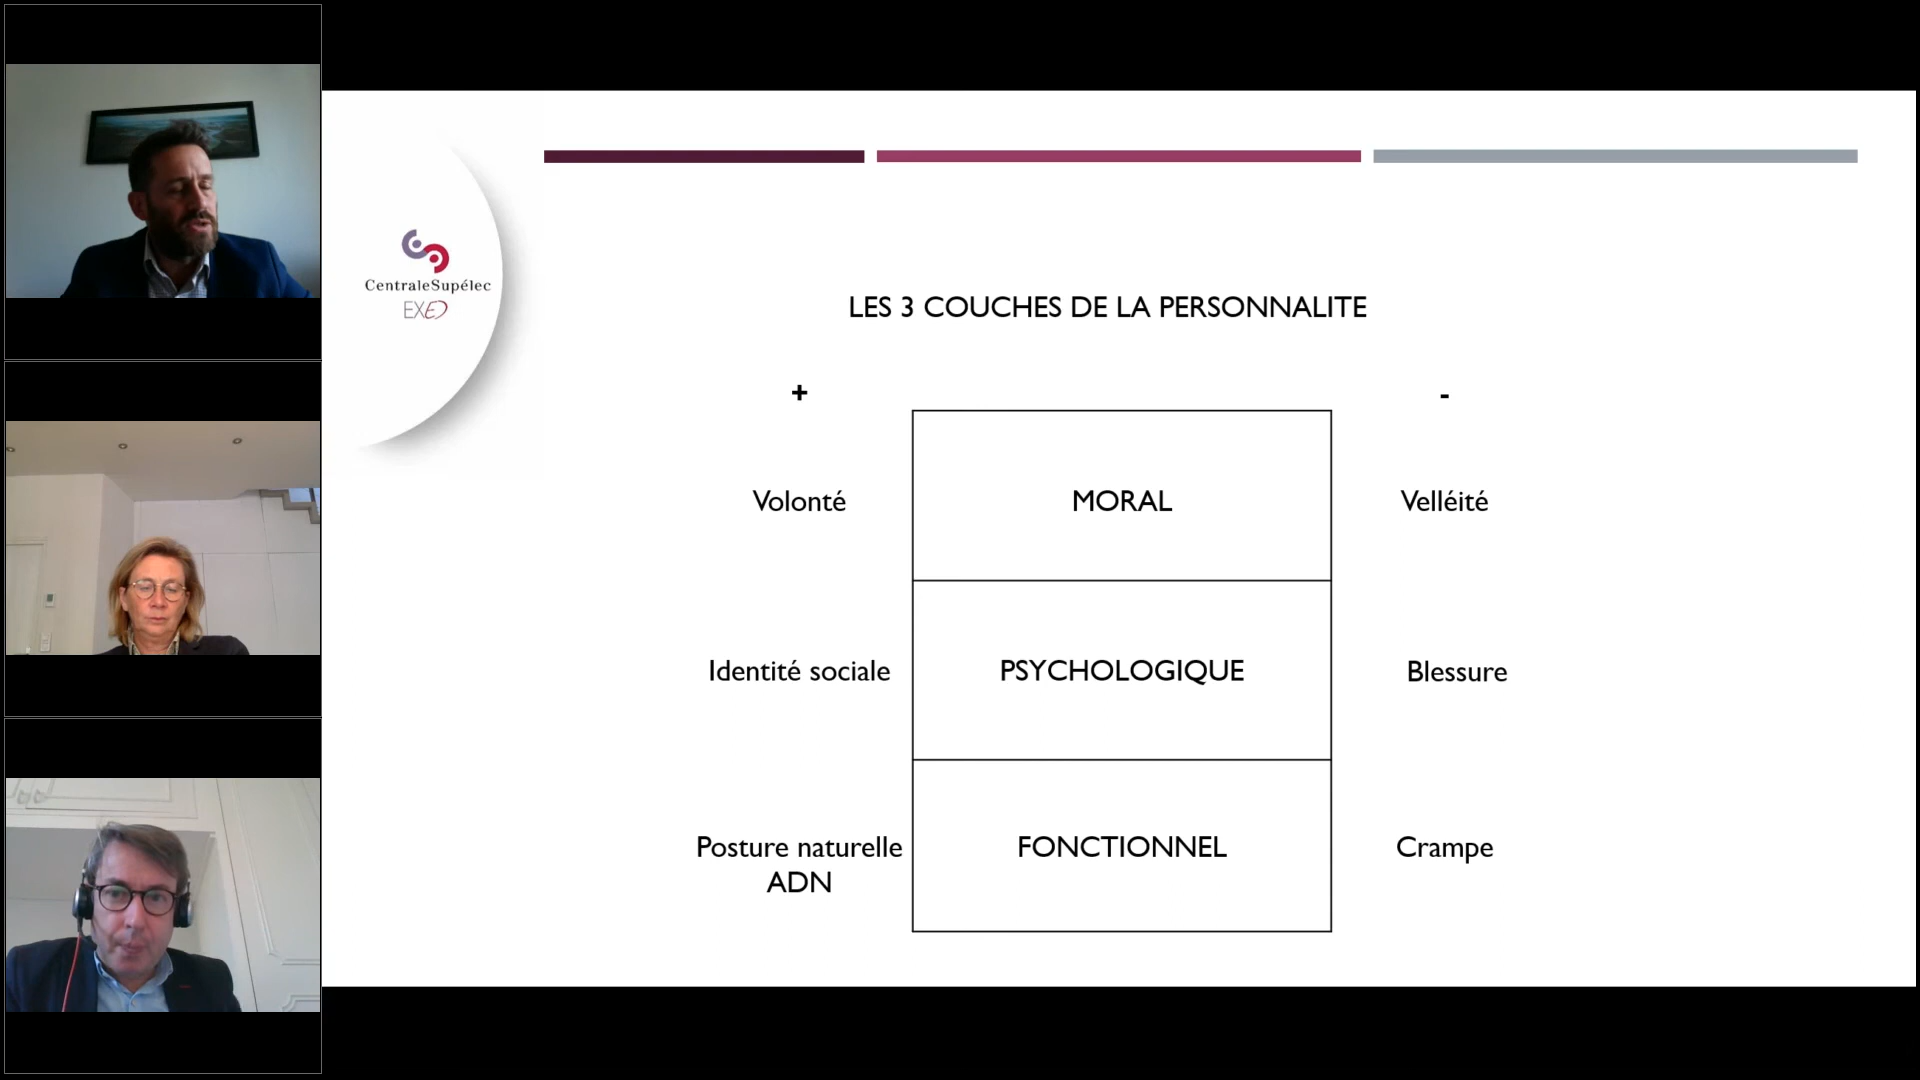 CentraleSupélec
EXED
LES 3 COUCHES DE LA PERSONNALITE
+
-
Volonté
MORAL
Velléité
Identité sociale
PSYCHOLOGIQUE
Blessure
Posture naturelle
ADN
FONCTIONNEL
Crampe